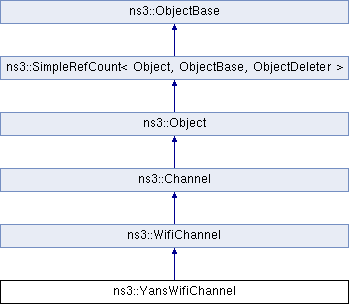 ns3::ObjectBase
ns3::SimpleRefCount< Object, ObjectBase, ObjectDeleter >
ns3::Object
ns3::Channel
ns3::WifiChannel
ns3::YansWifiChannel